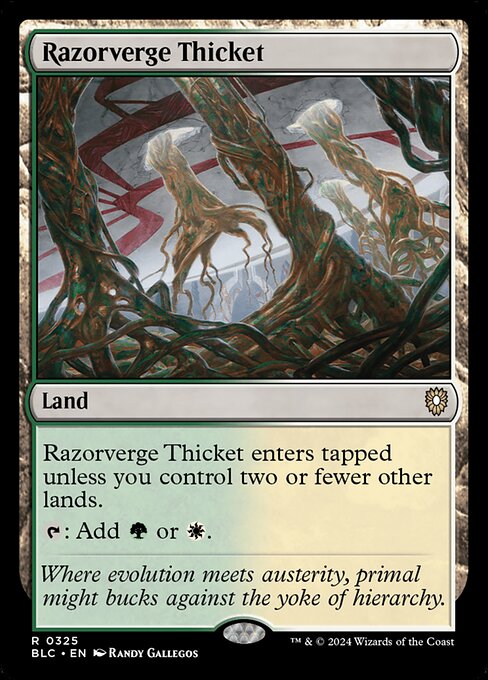 Razorverge Thicket
Land
Razorverge Thicket enters tapped
unless you control two or fewer other
lands.
: Add or .
Where evolution meets austerity, primal
might bucks against the yoke of hierarchy.
R 0325
BLC • EN RANDY GALLEGOS
™ & © 2024 Wizards of the Coast